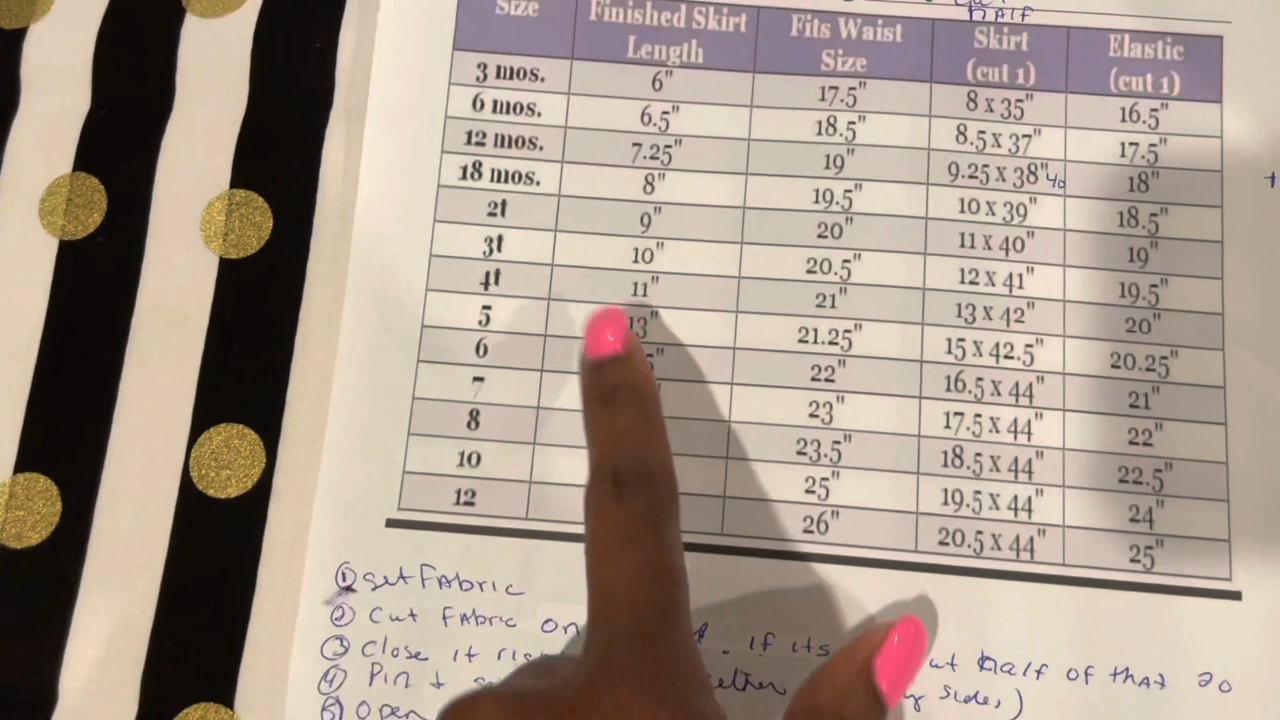 HALF
Size Finished Skirt Length Fits Waist Size Skirt (cut 1) Elastic (cut 1)
3 mos. 6" 17.5" 8 x 35" 16.5"
6 mos. 6.5" 18.5" 8.5 x 37" 17.5"
12 mos. 7.25" 19" 9.25 x 38" 40 18"
18 mos. 8" 19.5" 10 x 39" 18.5"
2t 9" 20" 11 x 40" 19"
3t 10" 20.5" 12 x 41" 19.5"
4t 11" 21" 13 x 42" 20"
5 13" 21.25" 15 x 42.5" 20.25"
6 22" 16.5 x 44" 21"
7 23" 17.5 x 44" 22"
8 23.5" 18.5 x 44" 22.5"
10 25" 19.5 x 44" 24"
12 26" 20.5 x 44" 25"
① get FABRIC
② Cut FABRIC on . If its half of that 20
③ Close it
④ Pin + sides)
⑤ Open